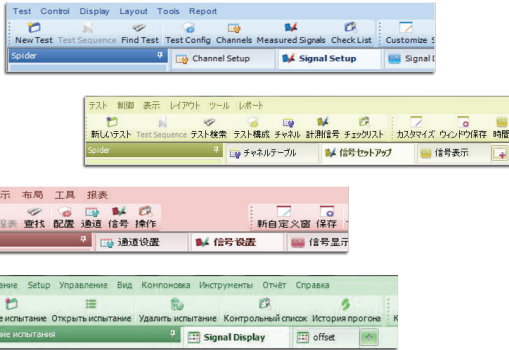 Test Control Display Layout Tools Report
New Test Test Sequence Find Test Test Config Channels Measured Signals Check List Customize
Spider Channel Setup Signal Setup Signal
テスト 制御 表示 レイアウト ツール レポート
新しいテスト Test Sequence テスト検索 テスト構成 チャネル 計測信号 チェックリスト カスタマイズ ウィンドウ保存 時間
Spider チャネルテーブル 信号セットアップ 信号表示
示 布局 工具 报表
查找 配置 通道 信号 操作 新自定义窗 保存
通道设置 信号设置 信号显示
ание Setup Управление Вид Компоновка Инструменты Отчёт Справка
е испытание Открыть испытание Удалить испытание Контрольный список История прогона К
ие испытания Signal Display offset